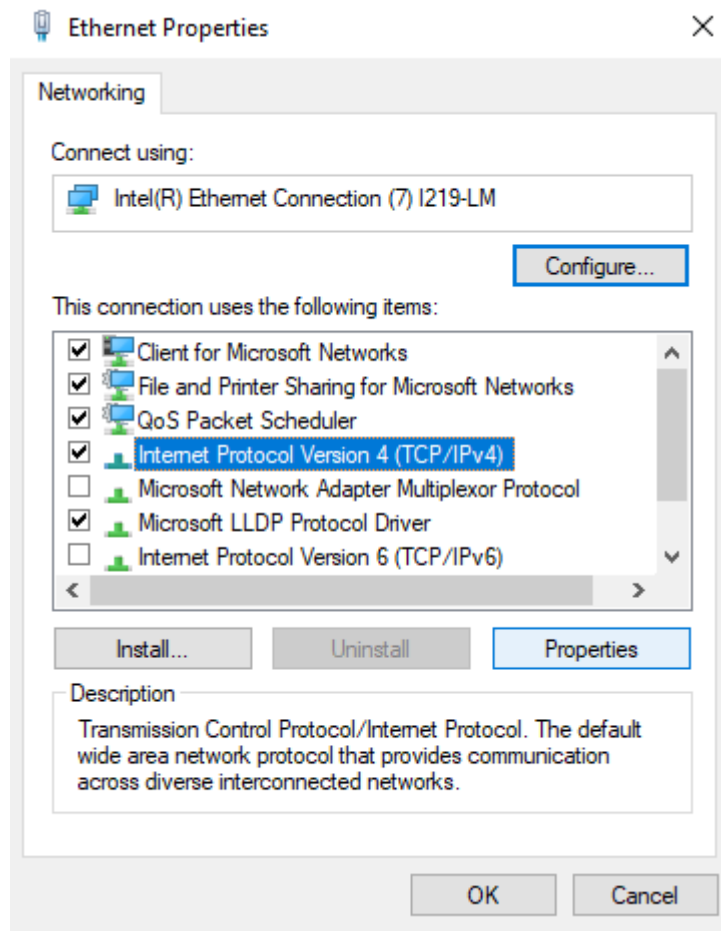 Ethernet Properties
Networking
Connect using:
Intel(R) Ethernet Connection (7) I219-LM
Configure...
This connection uses the following items:
Client for Microsoft Networks
File and Printer Sharing for Microsoft Networks
QoS Packet Scheduler
Internet Protocol Version 4 (TCP/IPv4)
Microsoft Network Adapter Multiplexor Protocol
Microsoft LLDP Protocol Driver
Internet Protocol Version 6 (TCP/IPv6)
Install... Uninstall Properties
Description
Transmission Control Protocol/Internet Protocol. The default
wide area network protocol that provides communication
across diverse interconnected networks.
OK Cancel